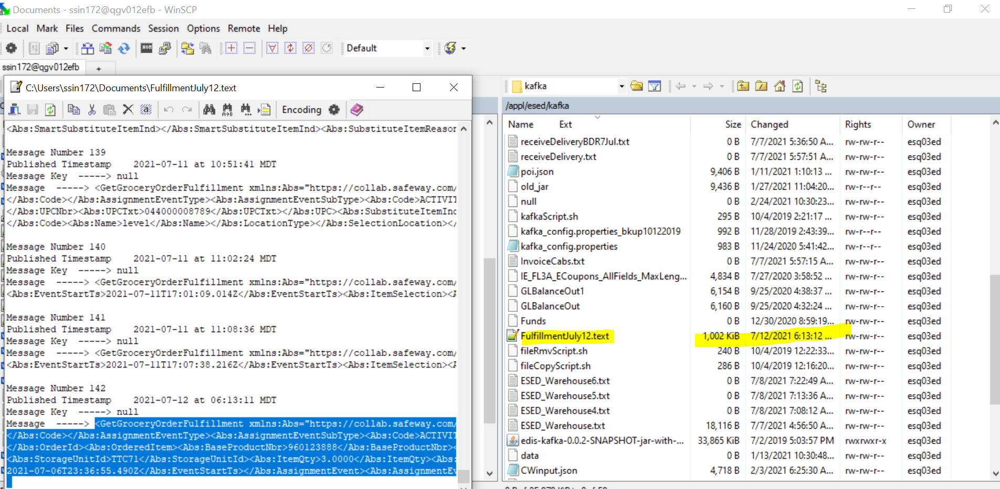 Documents - ssin172@qgv012efb - WinSCP
Local Mark Files Commands Session Options Remote Help
Default
ssin172@qgv012efb
+
C:\Users\ssin172\Documents\FulfillmentJuly12.text
Encoding
<Abs:SmartSubstituteItemInd></Abs:SmartSubstituteItemInd><Abs:SubstituteItemReasor
Message Number 139
Published Timestamp 2021-07-11 at 10:51:41 MDT
Message Key -----> null
Message -----> <GetGroceryOrderFulfillment xmlns:Abs="https://collab.safeway.com/
</Abs:Code></Abs:AssignmentEventType><Abs:AssignmentEventSubType><Abs:Code>ACTIVIT
</Abs:UPCNbr><Abs:UPCTxt>044000008789</Abs:UPCTxt></Abs:UPC><Abs:SubstituteItemInc
</Abs:Code><Abs:Name>level</Abs:Name></Abs:LocationType></Abs:SelectionLocation></
Message Number 140
Published Timestamp 2021-07-11 at 11:02:24 MDT
Message Key -----> null
Message -----> <GetGroceryOrderFulfillment xmlns:Abs="https://collab.safeway.com/
<Abs:EventStartTs>2021-07-11T17:01:09.014Z</Abs:EventStartTs><Abs:ItemSelection><A
Message Number 141
Published Timestamp 2021-07-11 at 11:08:36 MDT
Message Key -----> null
Message -----> <GetGroceryOrderFulfillment xmlns:Abs="https://collab.safeway.com/
<Abs:EventStartTs>2021-07-11T17:07:38.216Z</Abs:EventStartTs><Abs:ItemSelection><A
Message Number 142
Published Timestamp 2021-07-12 at 06:13:11 MDT
Message Key -----> null
Message -----> <GetGroceryOrderFulfillment xmlns:Abs="https://collab.safeway.com/
</Abs:Code></Abs:AssignmentEventType><Abs:AssignmentEventSubType><Abs:Code>ACTIVIT
</Abs:OrderId><Abs:OrderedItem><Abs:BaseProductNbr>960123888</Abs:BaseProductNbr><
<Abs:StorageUnitId>TTC71</Abs:StorageUnitId><Abs:ItemQty>3.0000</Abs:ItemQty><Abs:
2021-07-06T23:36:55.490Z</Abs:EventStartTs></Abs:AssignmentEvent><Abs:AssignmentEv
kafka
/appl/esed/kafka
Name Ext Size Changed Rights Owner
receiveDeliveryBDR7Jul.txt 0 B 7/7/2021 5:36:50 A... rw-rw-r-- esq03ed
receiveDelivery.txt 0 B 7/7/2021 5:57:51 A... rw-rw-r-- esq03ed
poi.json 9,406 B 1/11/2021 1:10:13 ... rw-rw-r-- esq03ed
old_jar 9,436 B 1/27/2021 11:04:20... rw-r--r-- esq03ed
null 0 B 2/24/2021 10:30:23... rw-rw-r-- esq03ed
kafkaScript.sh 295 B 10/4/2019 2:21:17 ... rw-rw-r-- esq03ed
kafka_config.properties_bkup10122019 992 B 11/28/2019 2:43:39... rw-r--r-- esq03ed
kafka_config.properties 983 B 11/24/2020 5:41:42... rw-r--r-- esq03ed
InvoiceCabs.txt 0 B 7/7/2021 5:57:15 A... rw-rw-r-- esq03ed
IE_FL3A_ECoupons_AllFields_MaxLeng... 4,834 B 7/27/2020 3:58:52 ... rw-rw-r-- esq03ed
GLBalanceOut1 6,154 B 9/25/2020 4:38:37 ... rw-rw-r-- esq03ed
GLBalanceOut 6,160 B 9/25/2020 4:32:24 ... rw-rw-r-- esq03ed
Funds 0 B 12/30/2020 8:59:19... rw-rw-r-- esq03ed
FulfillmentJuly12.text 1,002 KiB 7/12/2021 6:13:12 ... rw-rw-r-- esq03ed
fileRmvScript.sh 240 B 10/4/2019 12:22:33... rw-rw-r-- esq03ed
fileCopyScript.sh 286 B 10/4/2019 12:16:20... rw-rw-r-- esq03ed
ESED_Warehouse6.txt 0 B 7/8/2021 7:22:49 A... rw-rw-r-- esq03ed
ESED_Warehouse5.txt 0 B 7/8/2021 7:13:36 A... rw-rw-r-- esq03ed
ESED_Warehouse4.txt 0 B 7/8/2021 7:08:12 A... rw-rw-r-- esq03ed
ESED_Warehouse.txt 18,116 B 7/7/2021 4:56:50 A... rw-rw-r-- esq03ed
edis-kafka-0.0.2-SNAPSHOT-jar-with-... 33,865 KiB 7/2/2019 5:03:57 PM rwxrwxr-x esq03ed
data 0 B 1/13/2021 10:30:48... rw-rw-r-- esq03ed
CWinput.json 4,718 B 2/3/2021 6:25:30 A... rw-rw-r-- esq03ed